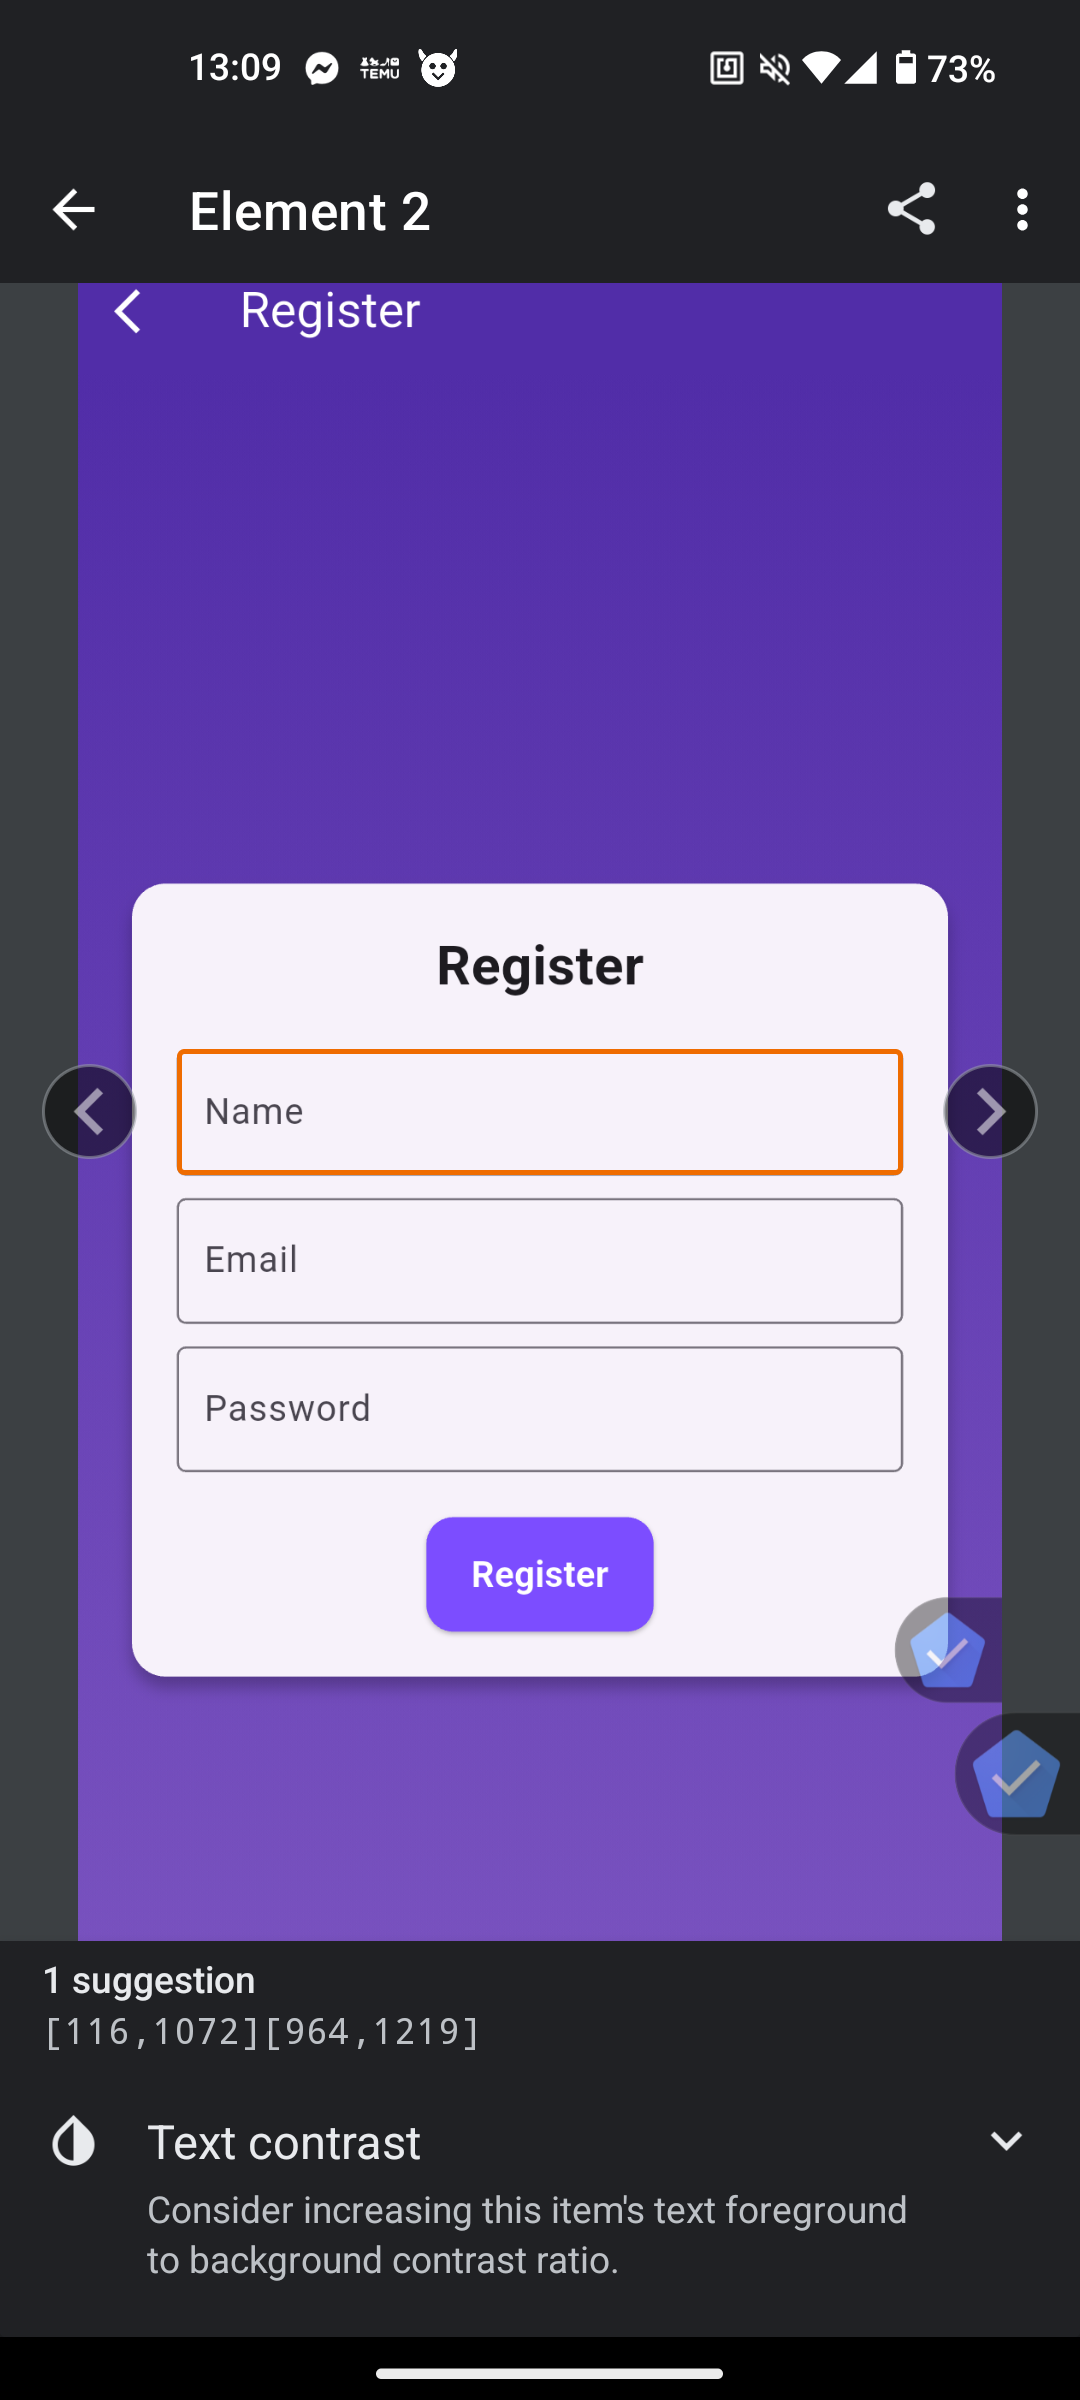 13:09 TEMU 73%
Element 2
Register
Register
Name
Email
Password
Register
1 suggestion
[116,1072][964,1219]
Text contrast
Consider increasing this item's text foreground
to background contrast ratio.